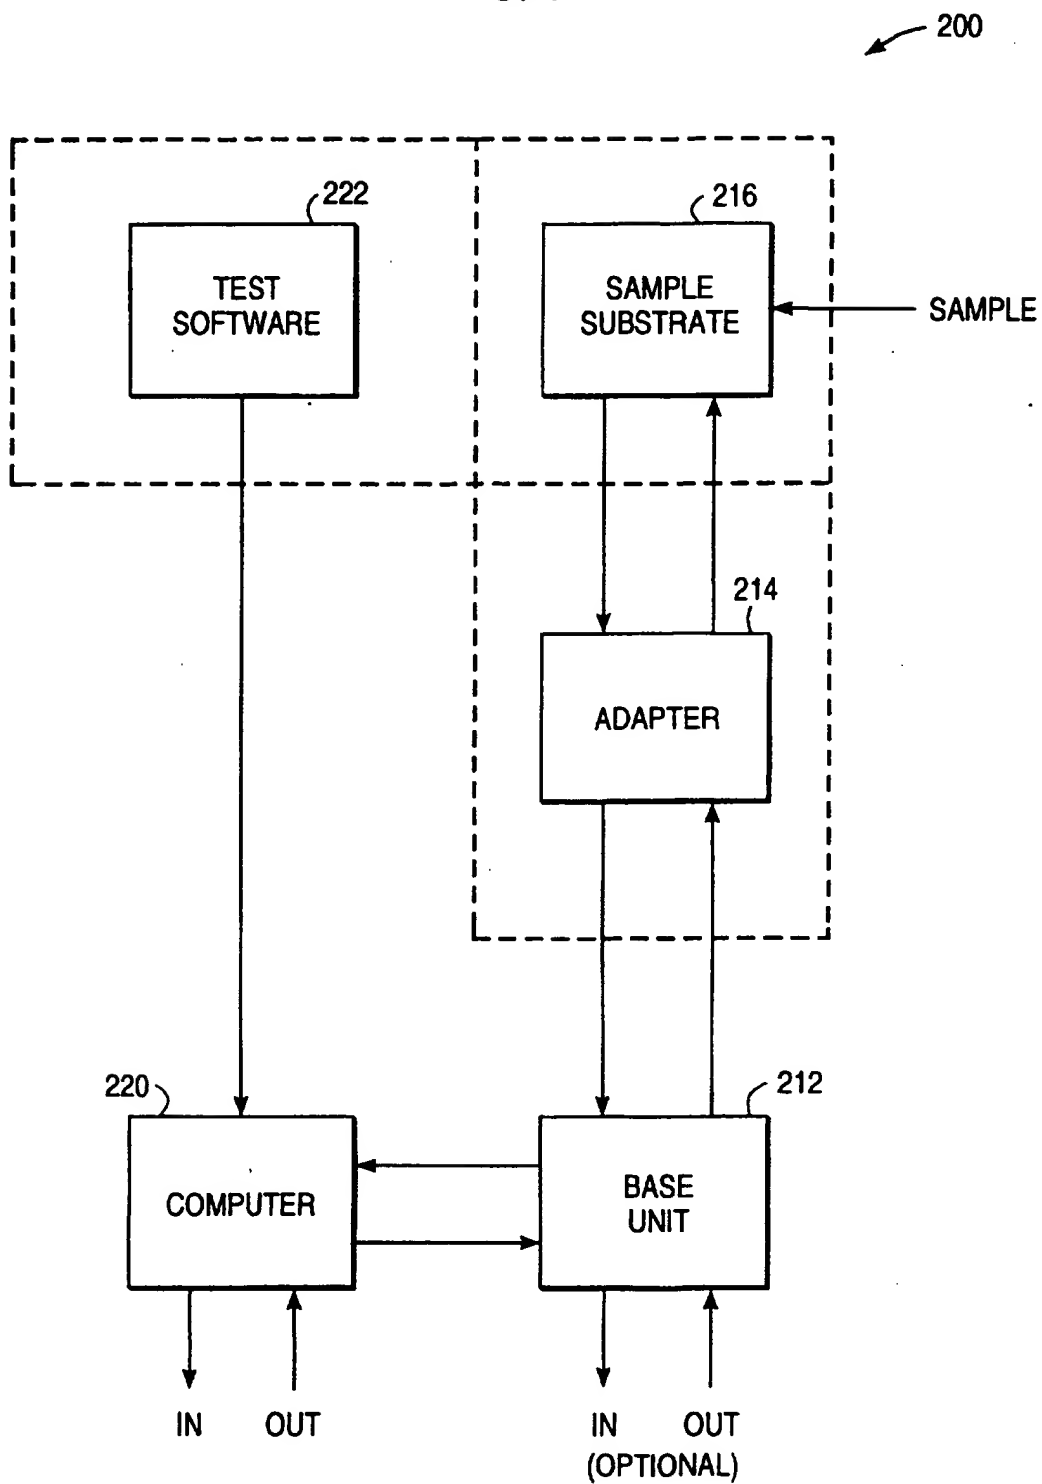 200
222
216
TEST
SOFTWARE
SAMPLE
SUBSTRATE
SAMPLE
214
ADAPTER
220
212
COMPUTER
BASE
UNIT
IN
OUT
IN
OUT
(OPTIONAL)